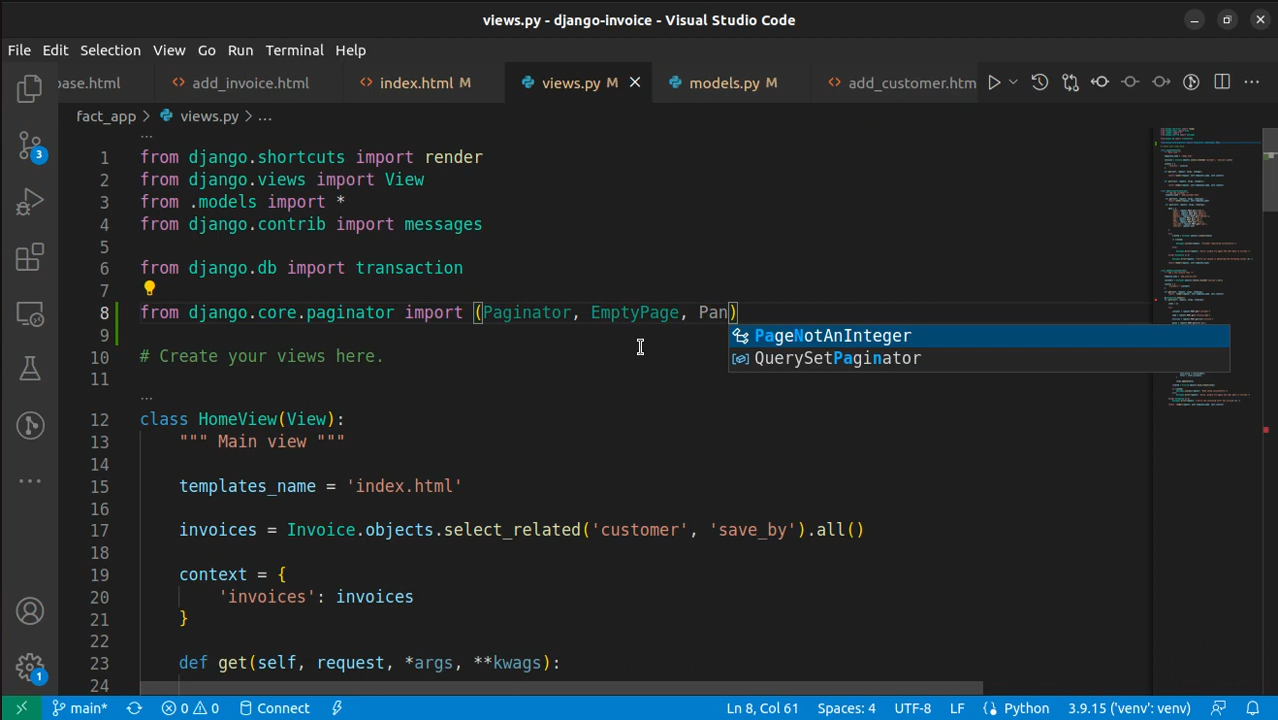 views.py - django-invoice - Visual Studio Code
File Edit Selection View Go Run Terminal Help
base.html add_invoice.html index.html M views.py M models.py M add_customer.htm
fact_app > views.py > ...
1 from django.shortcuts import render
2 from django.views import View
3 from .models import *
4 from django.contrib import messages
5
6 from django.db import transaction
7
8 from django.core.paginator import (Paginator, EmptyPage, Pan)
9 PageNotAnInteger
QuerySetPaginator
10 # Create your views here.
11
12 class HomeView(View):
13 """ Main view """
14
15 templates_name = 'index.html'
16
17 invoices = Invoice.objects.select_related('customer', 'save_by').all()
18
19 context = {
20 'invoices': invoices
21 }
22
23 def get(self, request, *args, **kwags):
24
3
1
main* 0 0 Connect Ln 8, Col 61 Spaces: 4 UTF-8 LF Python 3.9.15 ('venv': venv)